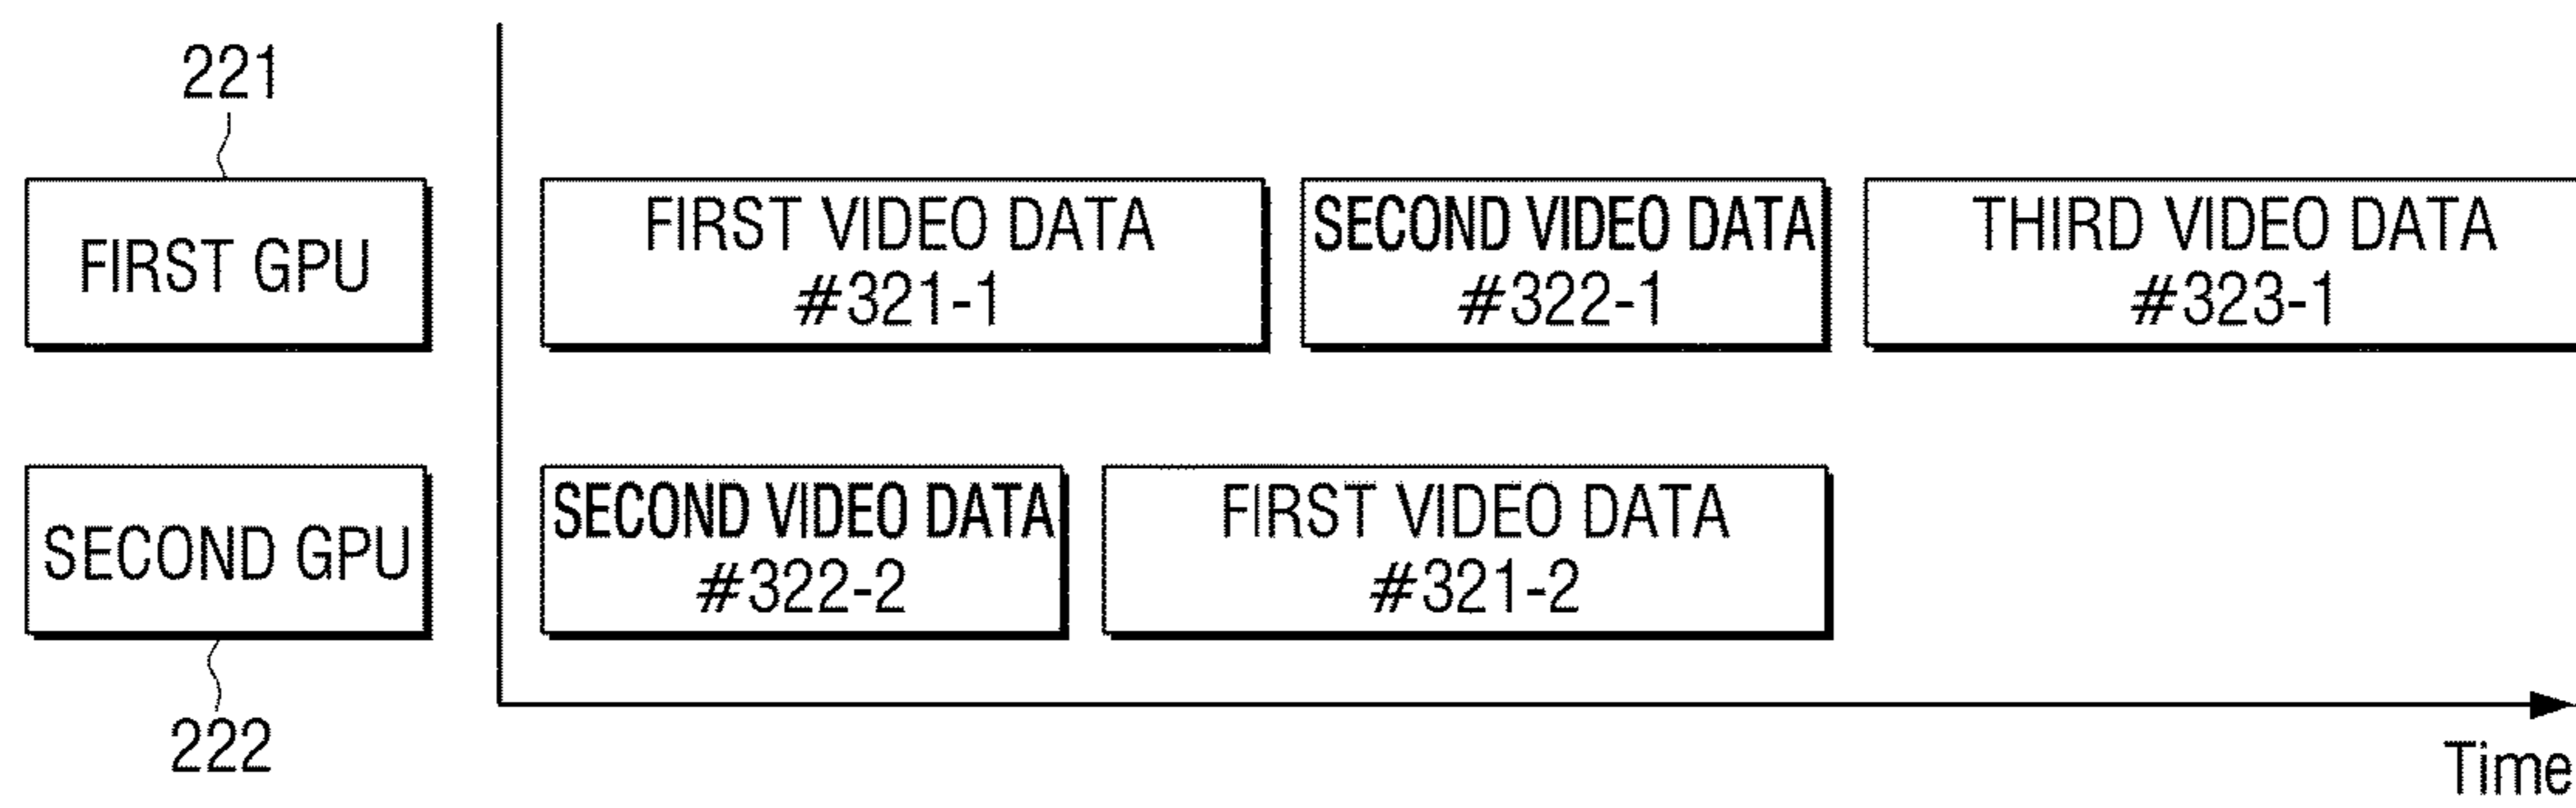 221
FIRST GPU
FIRST VIDEO DATA
#321-1
SECOND VIDEO DATA
#322-1
THIRD VIDEO DATA
#323-1
SECOND GPU
SECOND VIDEO DATA
#322-2
FIRST VIDEO DATA
#321-2
222
Time